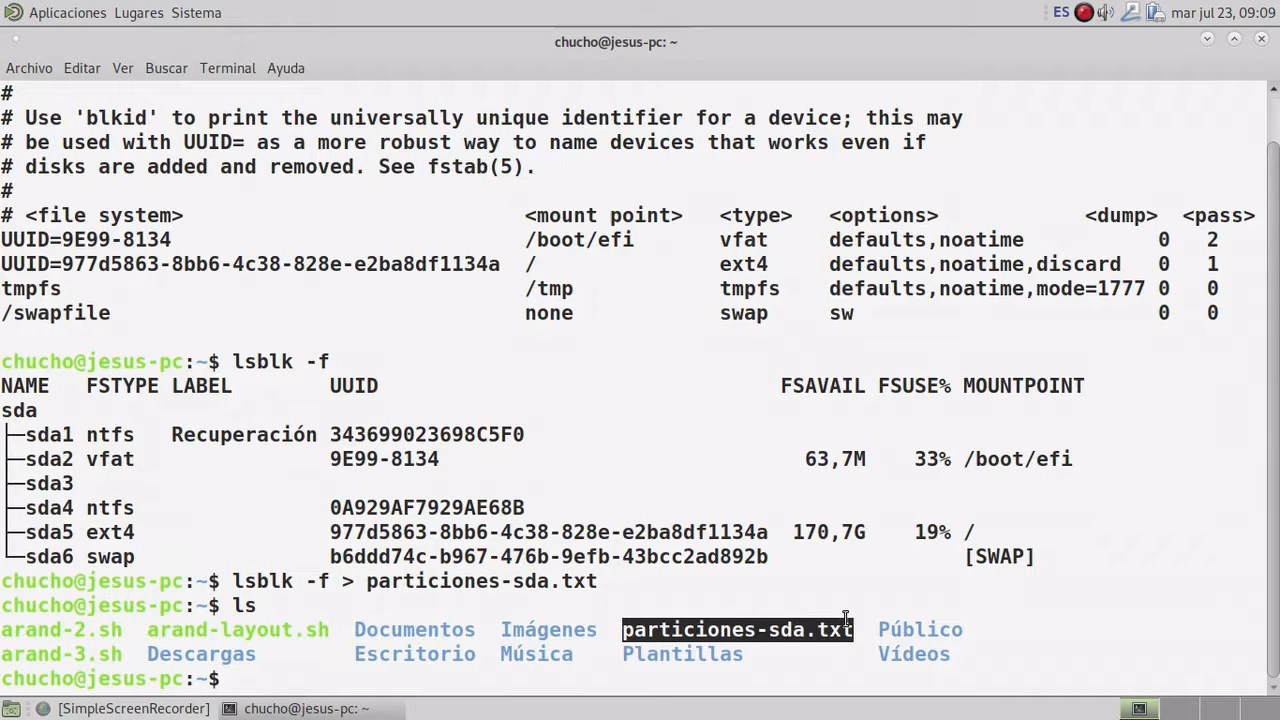 Aplicaciones Lugares Sistema ES mar jul 23, 09:09
chucho@jesus-pc: ~
Archivo Editar Ver Buscar Terminal Ayuda
#
# Use 'blkid' to print the universally unique identifier for a device; this may
# be used with UUID= as a more robust way to name devices that works even if
# disks are added and removed. See fstab(5).
#
# <file system> <mount point> <type> <options> <dump> <pass>
UUID=9E99-8134 /boot/efi vfat defaults,noatime 0 2
UUID=977d5863-8bb6-4c38-828e-e2ba8df1134a / ext4 defaults,noatime,discard 0 1
tmpfs /tmp tmpfs defaults,noatime,mode=1777 0 0
/swapfile none swap sw 0 0
chucho@jesus-pc:~$ lsblk -f
NAME FSTYPE LABEL UUID FSAVAIL FSUSE% MOUNTPOINT
sda
├─sda1 ntfs Recuperación 343699023698C5F0
├─sda2 vfat 9E99-8134 63,7M 33% /boot/efi
├─sda3
├─sda4 ntfs 0A929AF7929AE68B
├─sda5 ext4 977d5863-8bb6-4c38-828e-e2ba8df1134a 170,7G 19% /
└─sda6 swap b6ddd74c-b967-476b-9efb-43bcc2ad892b [SWAP]
chucho@jesus-pc:~$ lsblk -f > particiones-sda.txt
chucho@jesus-pc:~$ ls
arand-2.sh arand-layout.sh Documentos Imágenes particiones-sda.txt Público
arand-3.sh Descargas Escritorio Música Plantillas Vídeos
chucho@jesus-pc:~$
[SimpleScreenRecorder] chucho@jesus-pc: ~